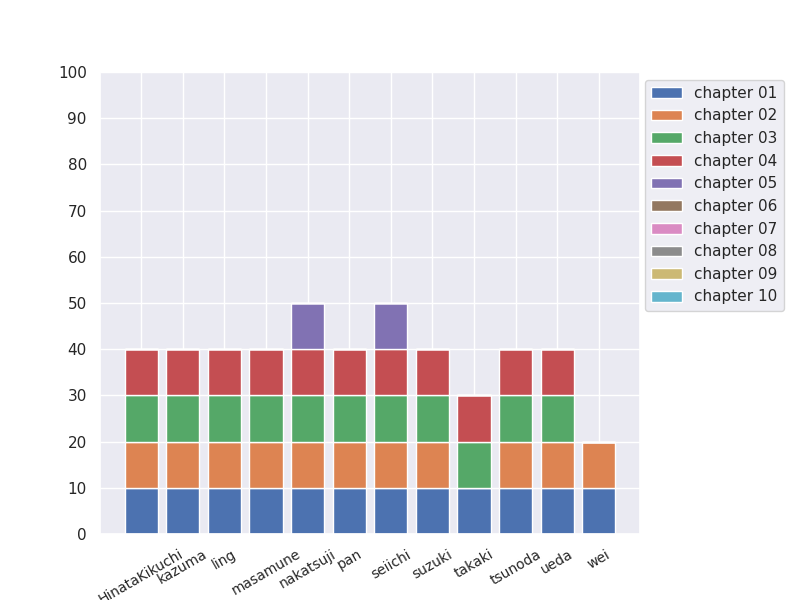 100
90
80
70
60
50
40
30
20
10
0
HinataKikuchi
kazuma
ling
masamune
nakatsuji
pan
seiichi
suzuki
takaki
tsunoda
ueda
wei
chapter 01
chapter 02
chapter 03
chapter 04
chapter 05
chapter 06
chapter 07
chapter 08
chapter 09
chapter 10